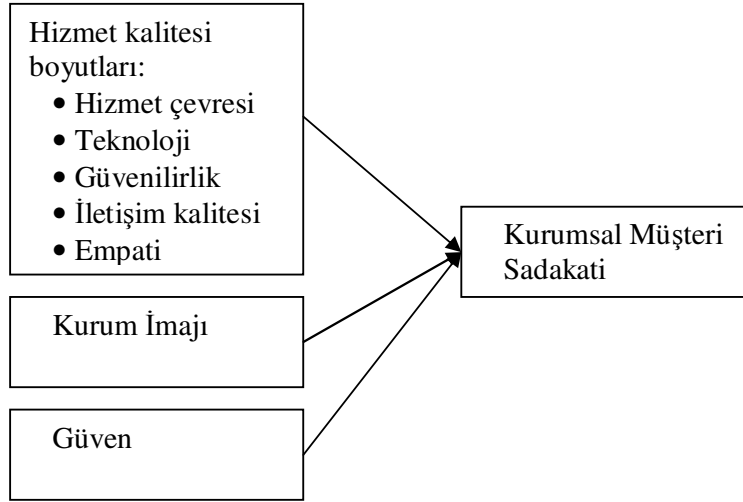 Hizmet kalitesi
boyutları:
• Hizmet çevresi
• Teknoloji
• Güvenilirlik
• İletişim kalitesi
• Empati
Kurumsal Müşteri
Sadakati
Kurum İmajı
Güven